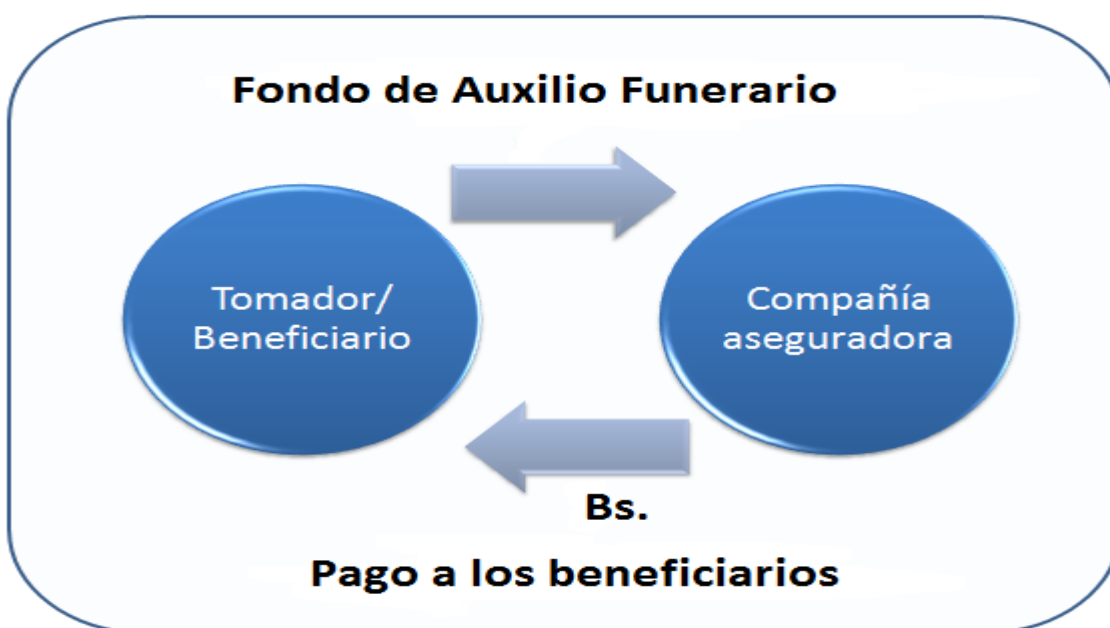 Fondo de Auxilio Funerario
Tomador/
Beneficiario
Compañía
aseguradora
Bs.
Pago a los beneficiarios